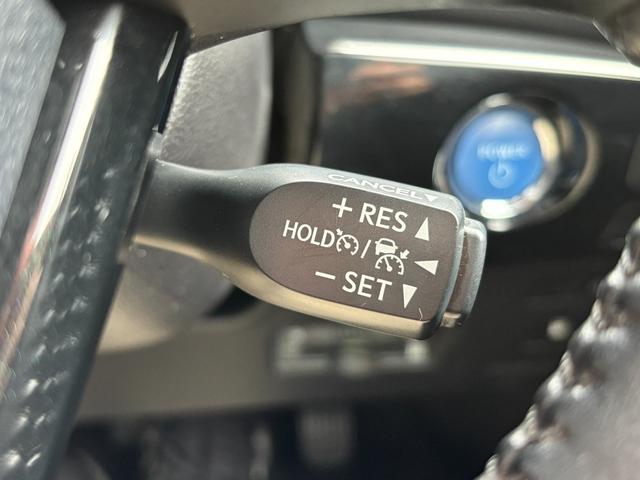 CANCEL
+ RES
HOLD /
− SET
POWER